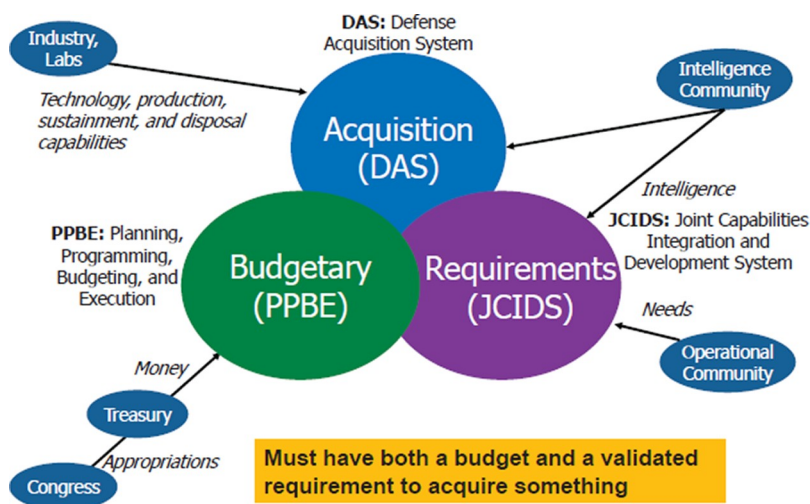 DAS: Defense
Acquisition System
Industry,
Labs
Intelligence
Community
Technology, production,
sustainment, and disposal
capabilities
Acquisition
(DAS)
Intelligence
JCIDS: Joint Capabilities
Integration and
Development System
PPBE: Planning,
Programming,
Budgeting, and
Execution
Budgetary
(PPBE)
Requirements
(JCIDS)
Needs
Operational
Community
Money
Treasury
Appropriations
Congress
Must have both a budget and a validated
requirement to acquire something